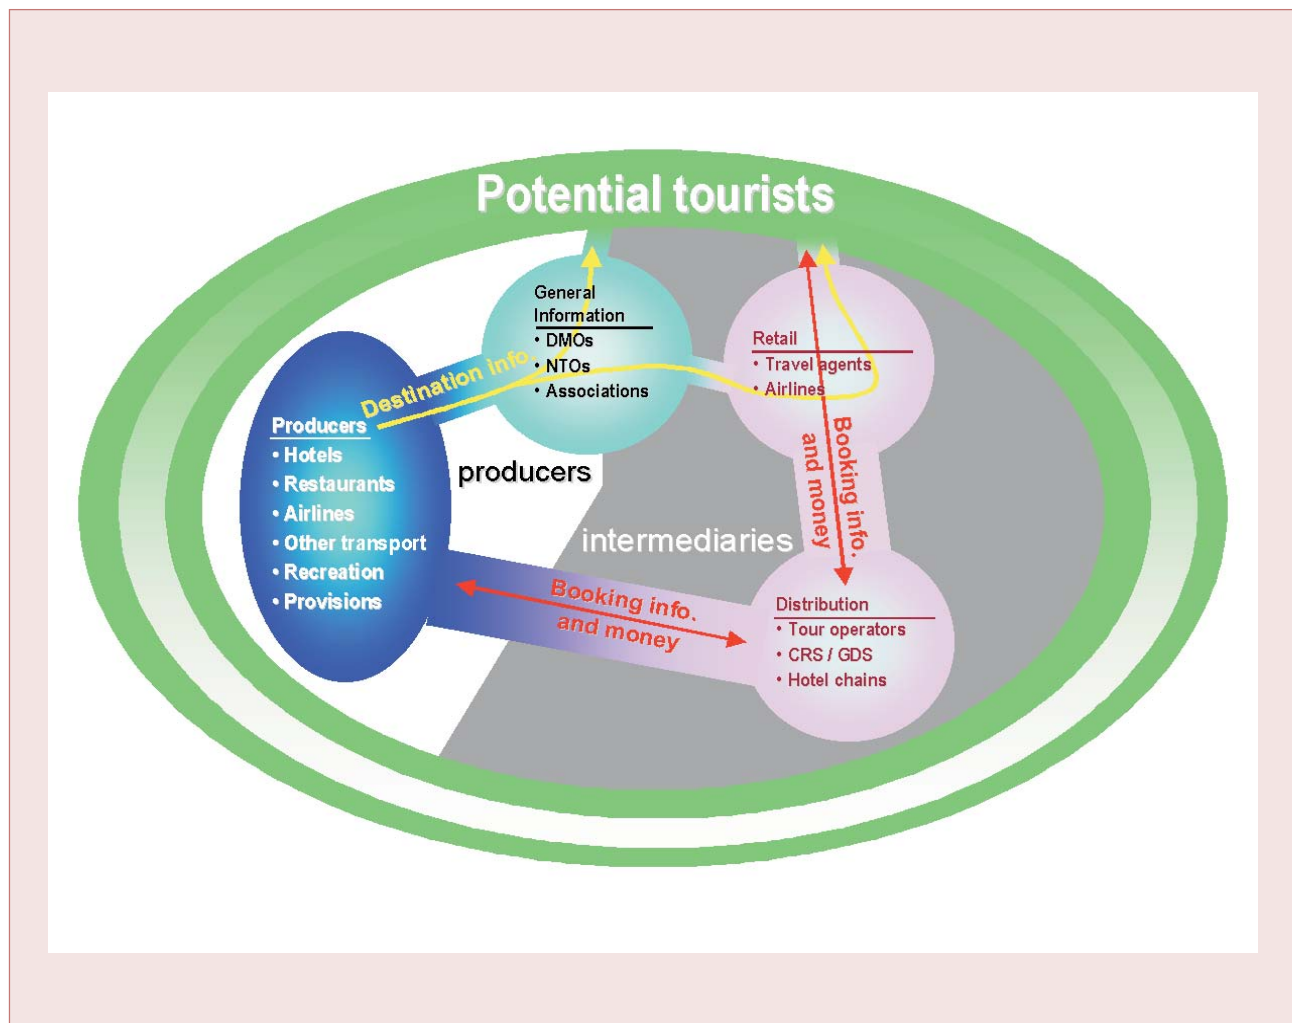 Potential tourists
General
Information
• DMOs
• NTOs
• Associations
Retail
• Travel agents
• Airlines
Destination info.
Producers
• Hotels
• Restaurants
• Airlines
• Other transport
• Recreation
• Provisions
producers
intermediaries
Booking info.
and money
Booking info.
and money
Distribution
• Tour operators
• CRS / GDS
• Hotel chains